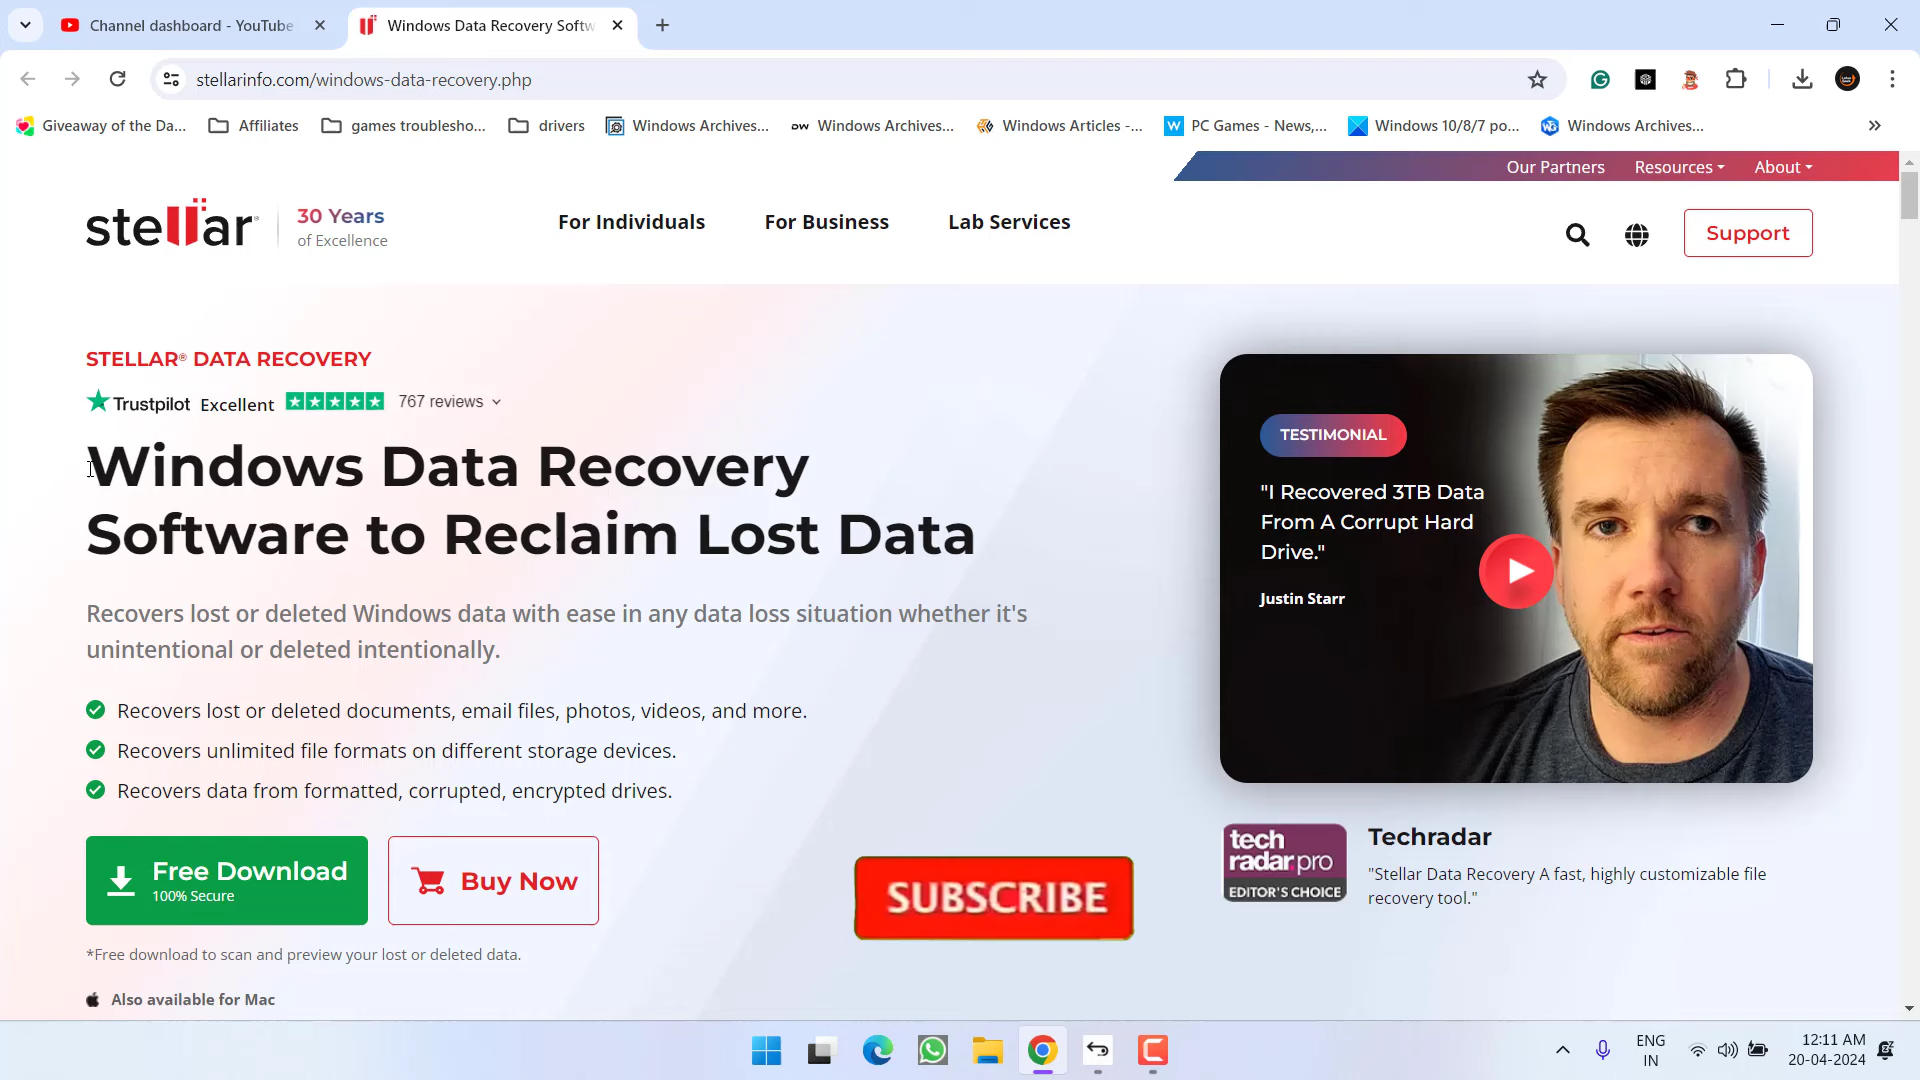 Channel dashboard - YouTube
Windows Data Recovery Softw
stellarinfo.com/windows-data-recovery.php
Giveaway of the Da...
Affiliates
games troublesho...
drivers
Windows Archives...
DW Windows Archives...
Windows Articles -...
W PC Games - News,...
Windows 10/8/7 po...
Windows Archives...
Our Partners
Resources
About
stellar
30 Years
of Excellence
For Individuals
For Business
Lab Services
Support
STELLAR® DATA RECOVERY
Trustpilot Excellent 767 reviews
Windows Data Recovery
Software to Reclaim Lost Data
Recovers lost or deleted Windows data with ease in any data loss situation whether it's
unintentional or deleted intentionally.
Recovers lost or deleted documents, email files, photos, videos, and more.
Recovers unlimited file formats on different storage devices.
Recovers data from formatted, corrupted, encrypted drives.
Free Download
100% Secure
Buy Now
*Free download to scan and preview your lost or deleted data.
Also available for Mac
SUBSCRIBE
TESTIMONIAL
"I Recovered 3TB Data
From A Corrupt Hard
Drive."
Justin Starr
tech
radar.pro
EDITOR'S CHOICE
Techradar
"Stellar Data Recovery A fast, highly customizable file
recovery tool."
ENG
IN
12:11 AM
20-04-2024